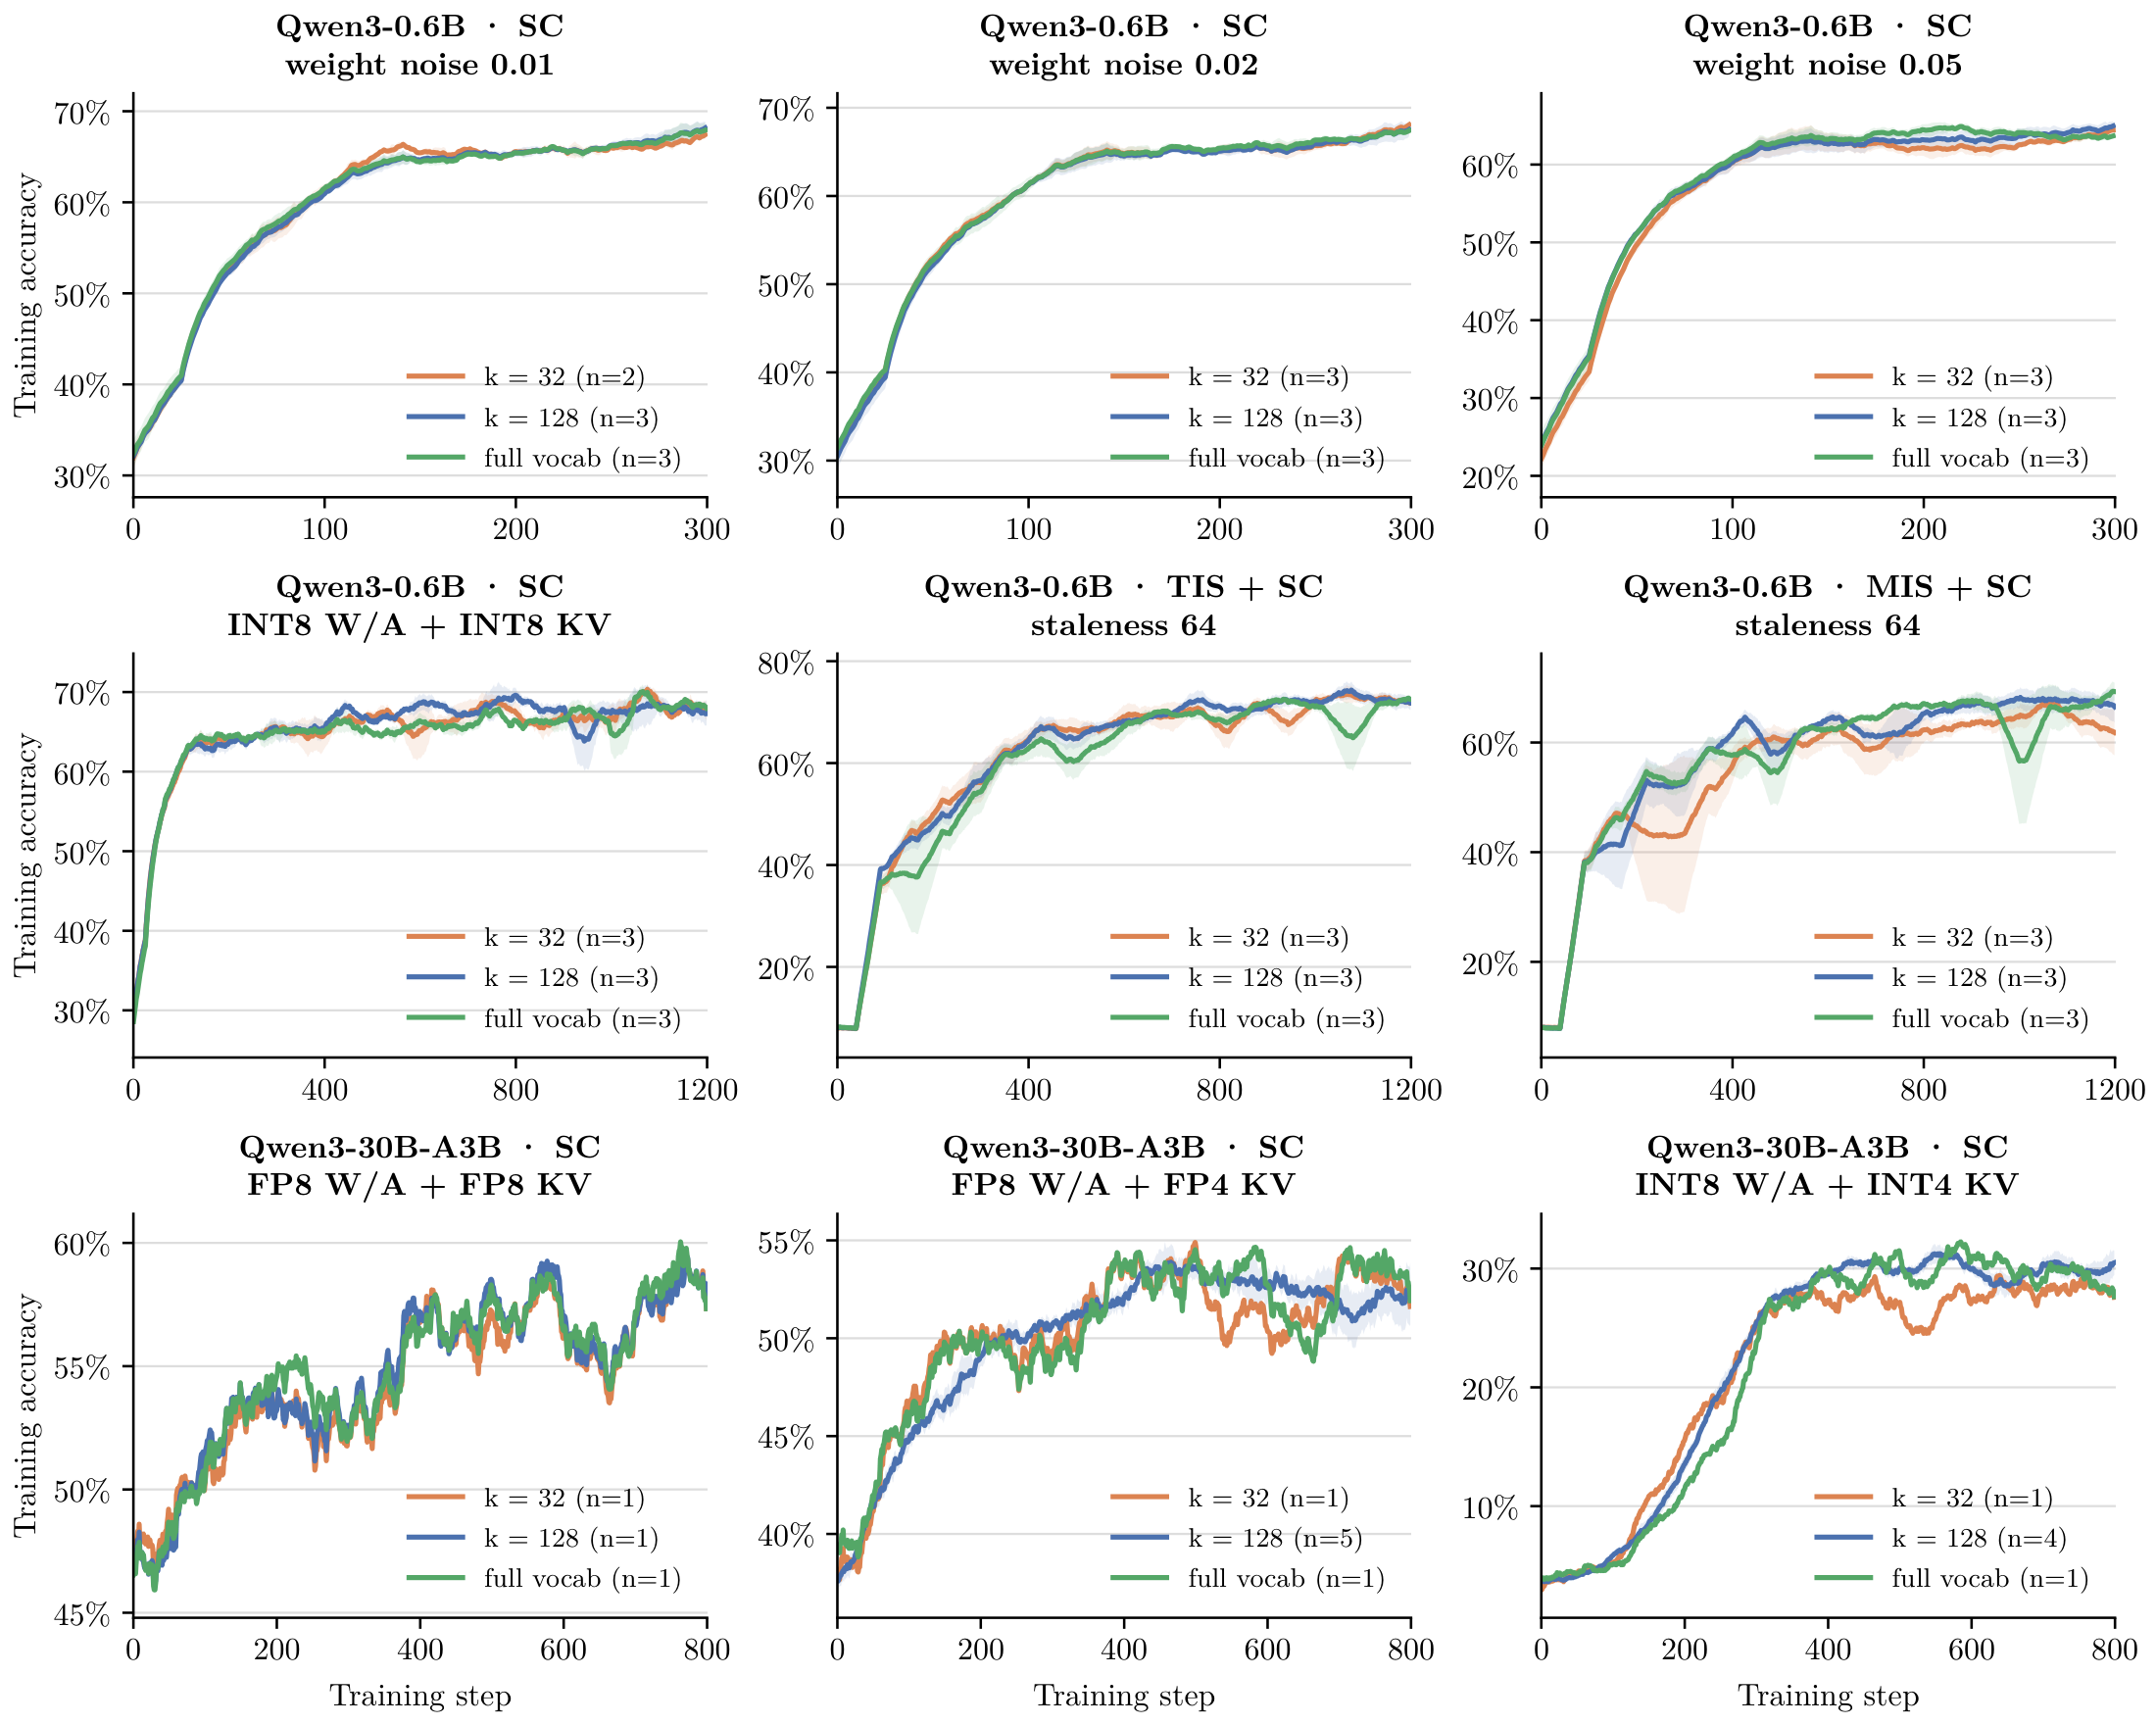 Qwen3-0.6B · SC
weight noise 0.01
Training accuracy
70%
60%
50%
40%
30%
k = 32 (n=2)
k = 128 (n=3)
full vocab (n=3)
0 100 200 300
Qwen3-0.6B · SC
weight noise 0.02
70%
60%
50%
40%
30%
k = 32 (n=3)
k = 128 (n=3)
full vocab (n=3)
0 100 200 300
Qwen3-0.6B · SC
weight noise 0.05
60%
50%
40%
30%
20%
k = 32 (n=3)
k = 128 (n=3)
full vocab (n=3)
0 100 200 300
Qwen3-0.6B · SC
INT8 W/A + INT8 KV
Training accuracy
70%
60%
50%
40%
30%
k = 32 (n=3)
k = 128 (n=3)
full vocab (n=3)
0 400 800 1200
Qwen3-0.6B · TIS + SC
staleness 64
80%
60%
40%
20%
k = 32 (n=3)
k = 128 (n=3)
full vocab (n=3)
0 400 800 1200
Qwen3-0.6B · MIS + SC
staleness 64
60%
40%
20%
k = 32 (n=3)
k = 128 (n=3)
full vocab (n=3)
0 400 800 1200
Qwen3-30B-A3B · SC
FP8 W/A + FP8 KV
Training accuracy
60%
55%
50%
45%
k = 32 (n=1)
k = 128 (n=1)
full vocab (n=1)
0 200 400 600 800
Training step
Qwen3-30B-A3B · SC
FP8 W/A + FP4 KV
55%
50%
45%
40%
k = 32 (n=1)
k = 128 (n=5)
full vocab (n=1)
0 200 400 600 800
Training step
Qwen3-30B-A3B · SC
INT8 W/A + INT4 KV
30%
20%
10%
k = 32 (n=1)
k = 128 (n=4)
full vocab (n=1)
0 200 400 600 800
Training step